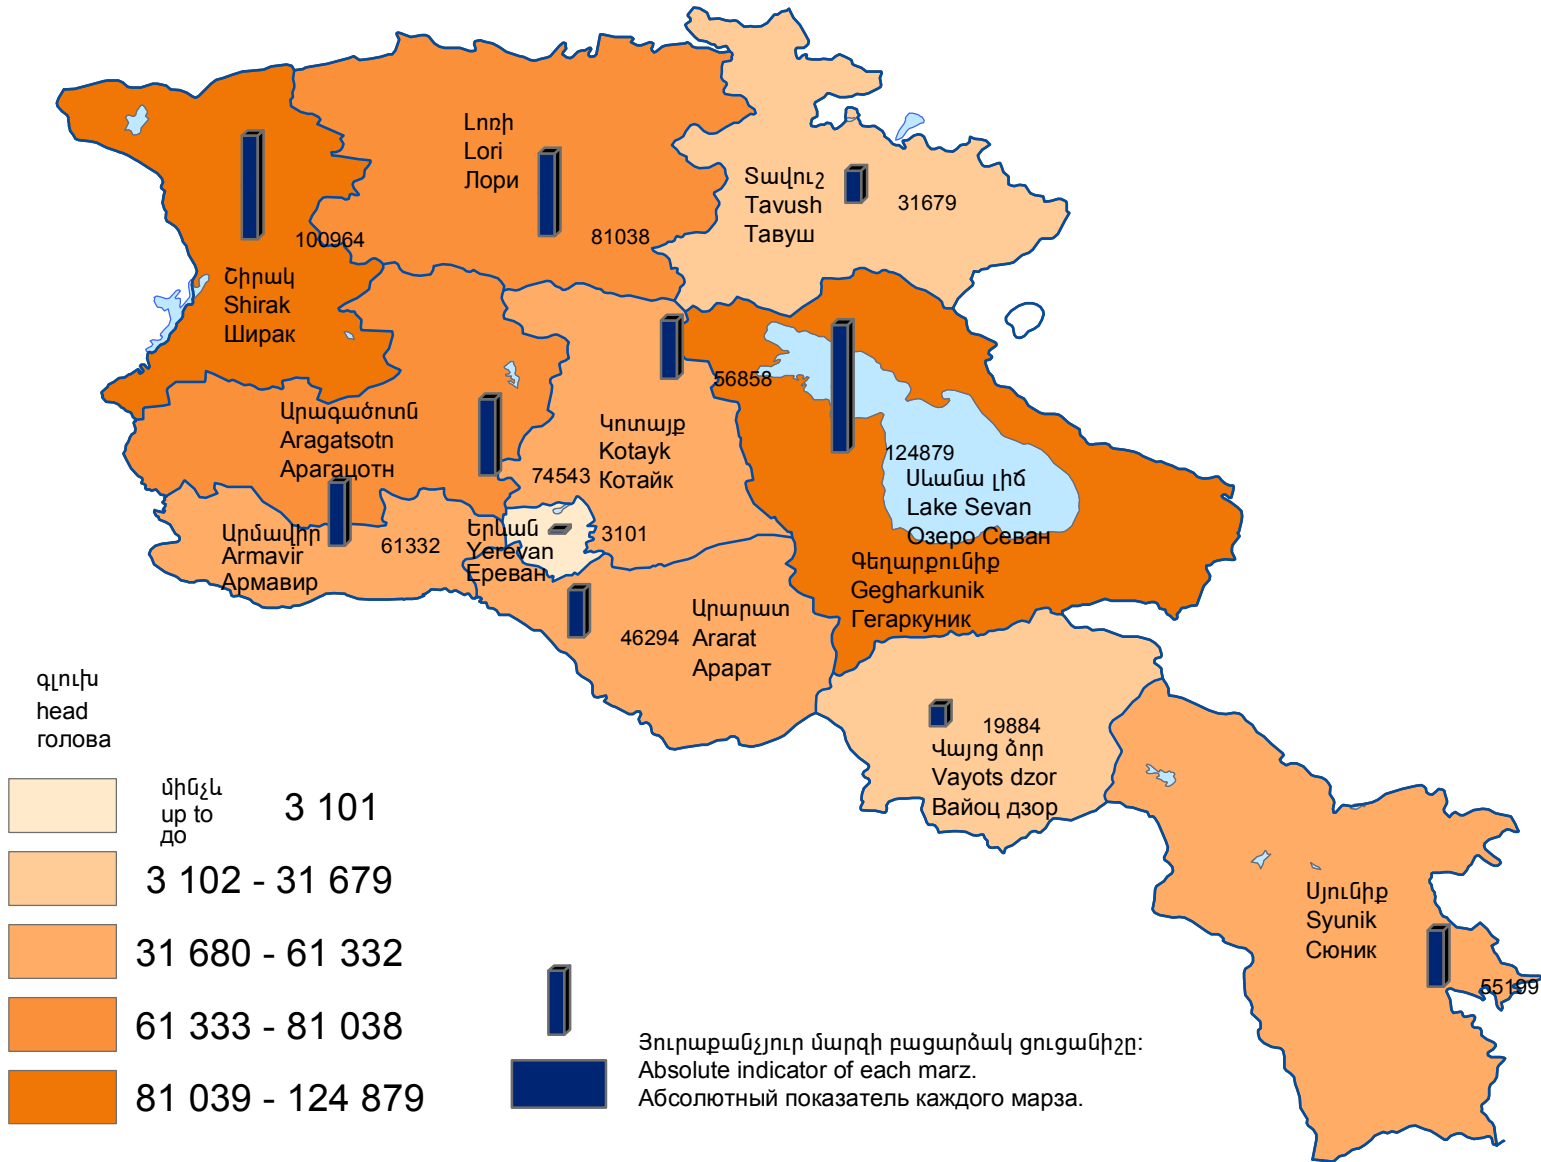 Լոռի
Lori
Лори
81038
Տավուշ
Tavush
Тавуш
31679
100964
Շիրակ
Shirak
Ширак
56858
Արագածոտն
Aragatsotn
Арагацотн
74543
Կոտայք
Kotayk
Котайк
124879
Սևանա լիճ
Lake Sevan
Озеро Севан
Արմավիր
Armavir
Армавир
61332
Երևան
Yerevan
Ереван
3101
Գեղարքունիք
Gegharkunik
Гегаркуник
46294
Արարատ
Ararat
Арарат
19884
Վայոց ձոր
Vayots dzor
Вайоц дзор
Սյունիք
Syunik
Сюник
55199
գլուխ
head
голова
մինչև
up to
до
3 101
3 102 - 31 679
31 680 - 61 332
61 333 - 81 038
81 039 - 124 879
Յուրաքանչյուր մարզի բացարձակ ցուցանիշը:
Absolute indicator of each marz.
Абсолютный показатель каждого марза.